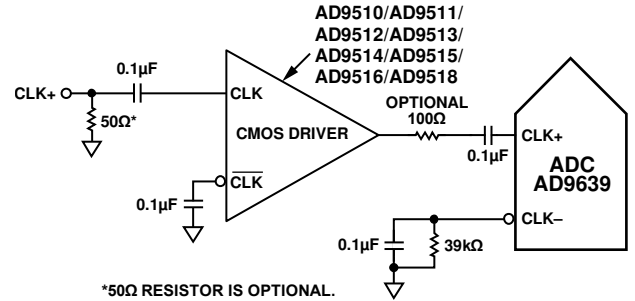 AD9510/AD9511/
AD9512/AD9513/
AD9514/AD9515/
AD9516/AD9518
0.1µF
CLK+
CLK
50Ω*
CMOS DRIVER
OPTIONAL
100Ω
0.1µF
CLK+
ADC
AD9639
CLK
0.1µF
CLK–
0.1µF
39kΩ
*50Ω RESISTOR IS OPTIONAL.